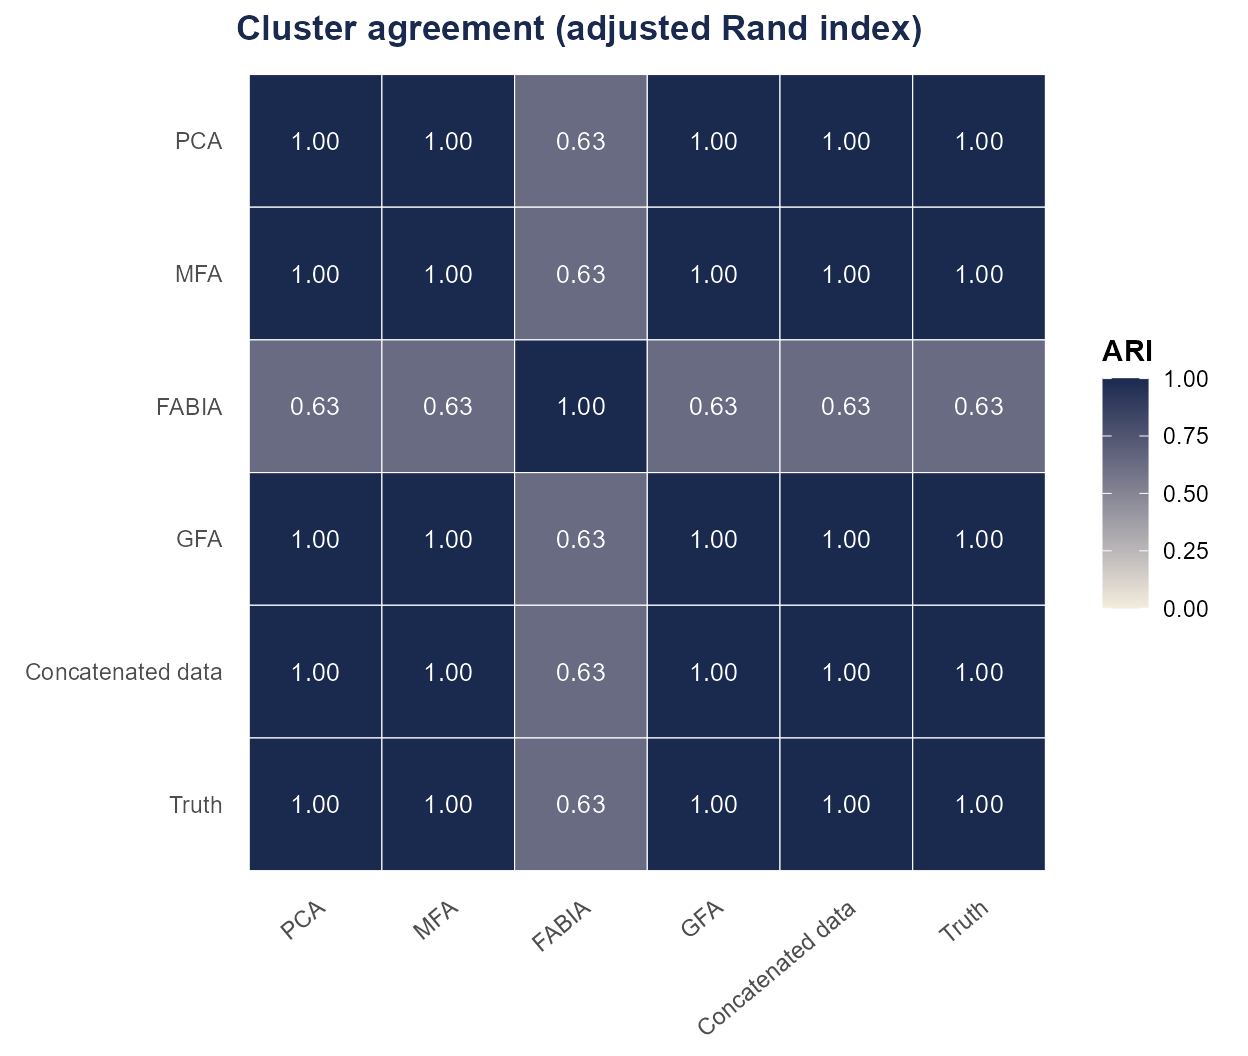 Cluster agreement (adjusted Rand index)
PCA 1.00 1.00 0.63 1.00 1.00 1.00
MFA 1.00 1.00 0.63 1.00 1.00 1.00
FABIA 0.63 0.63 1.00 0.63 0.63 0.63
GFA 1.00 1.00 0.63 1.00 1.00 1.00
Concatenated data 1.00 1.00 0.63 1.00 1.00 1.00
Truth 1.00 1.00 0.63 1.00 1.00 1.00
PCA MFA FABIA GFA Concatenated data Truth
ARI
1.00
0.75
0.50
0.25
0.00